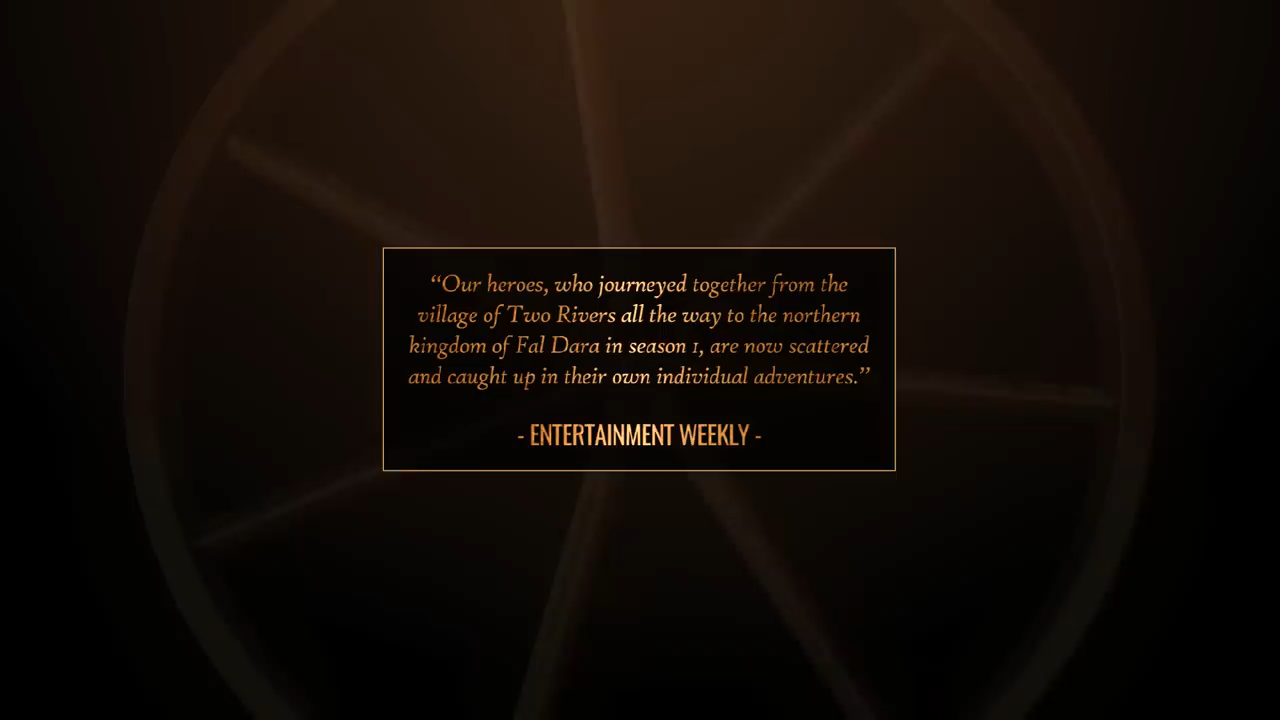 “Our heroes, who journeyed together from the
village of Two Rivers all the way to the northern
kingdom of Fal Dara in season 1, are now scattered
and caught up in their own individual adventures.”
- ENTERTAINMENT WEEKLY -